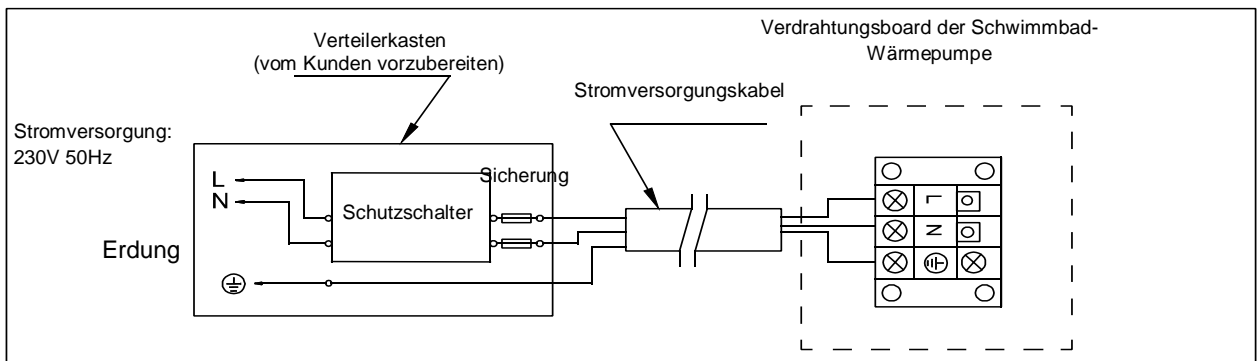 Verdrahtungsboard der Schwimmbad-
Wärmepumpe
Verteilerkasten
(vom Kunden vorzubereiten)
Stromversorgungskabel
Stromversorgung:
230V 50Hz
Sicherung
L
N
Schutzschalter
Erdung
L
N